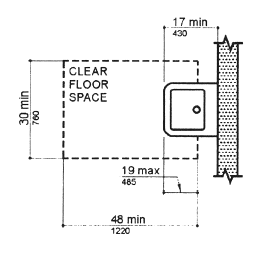 17 min
430
CLEAR
FLOOR
SPACE
30 min
760
19 max
485
48 min
1220